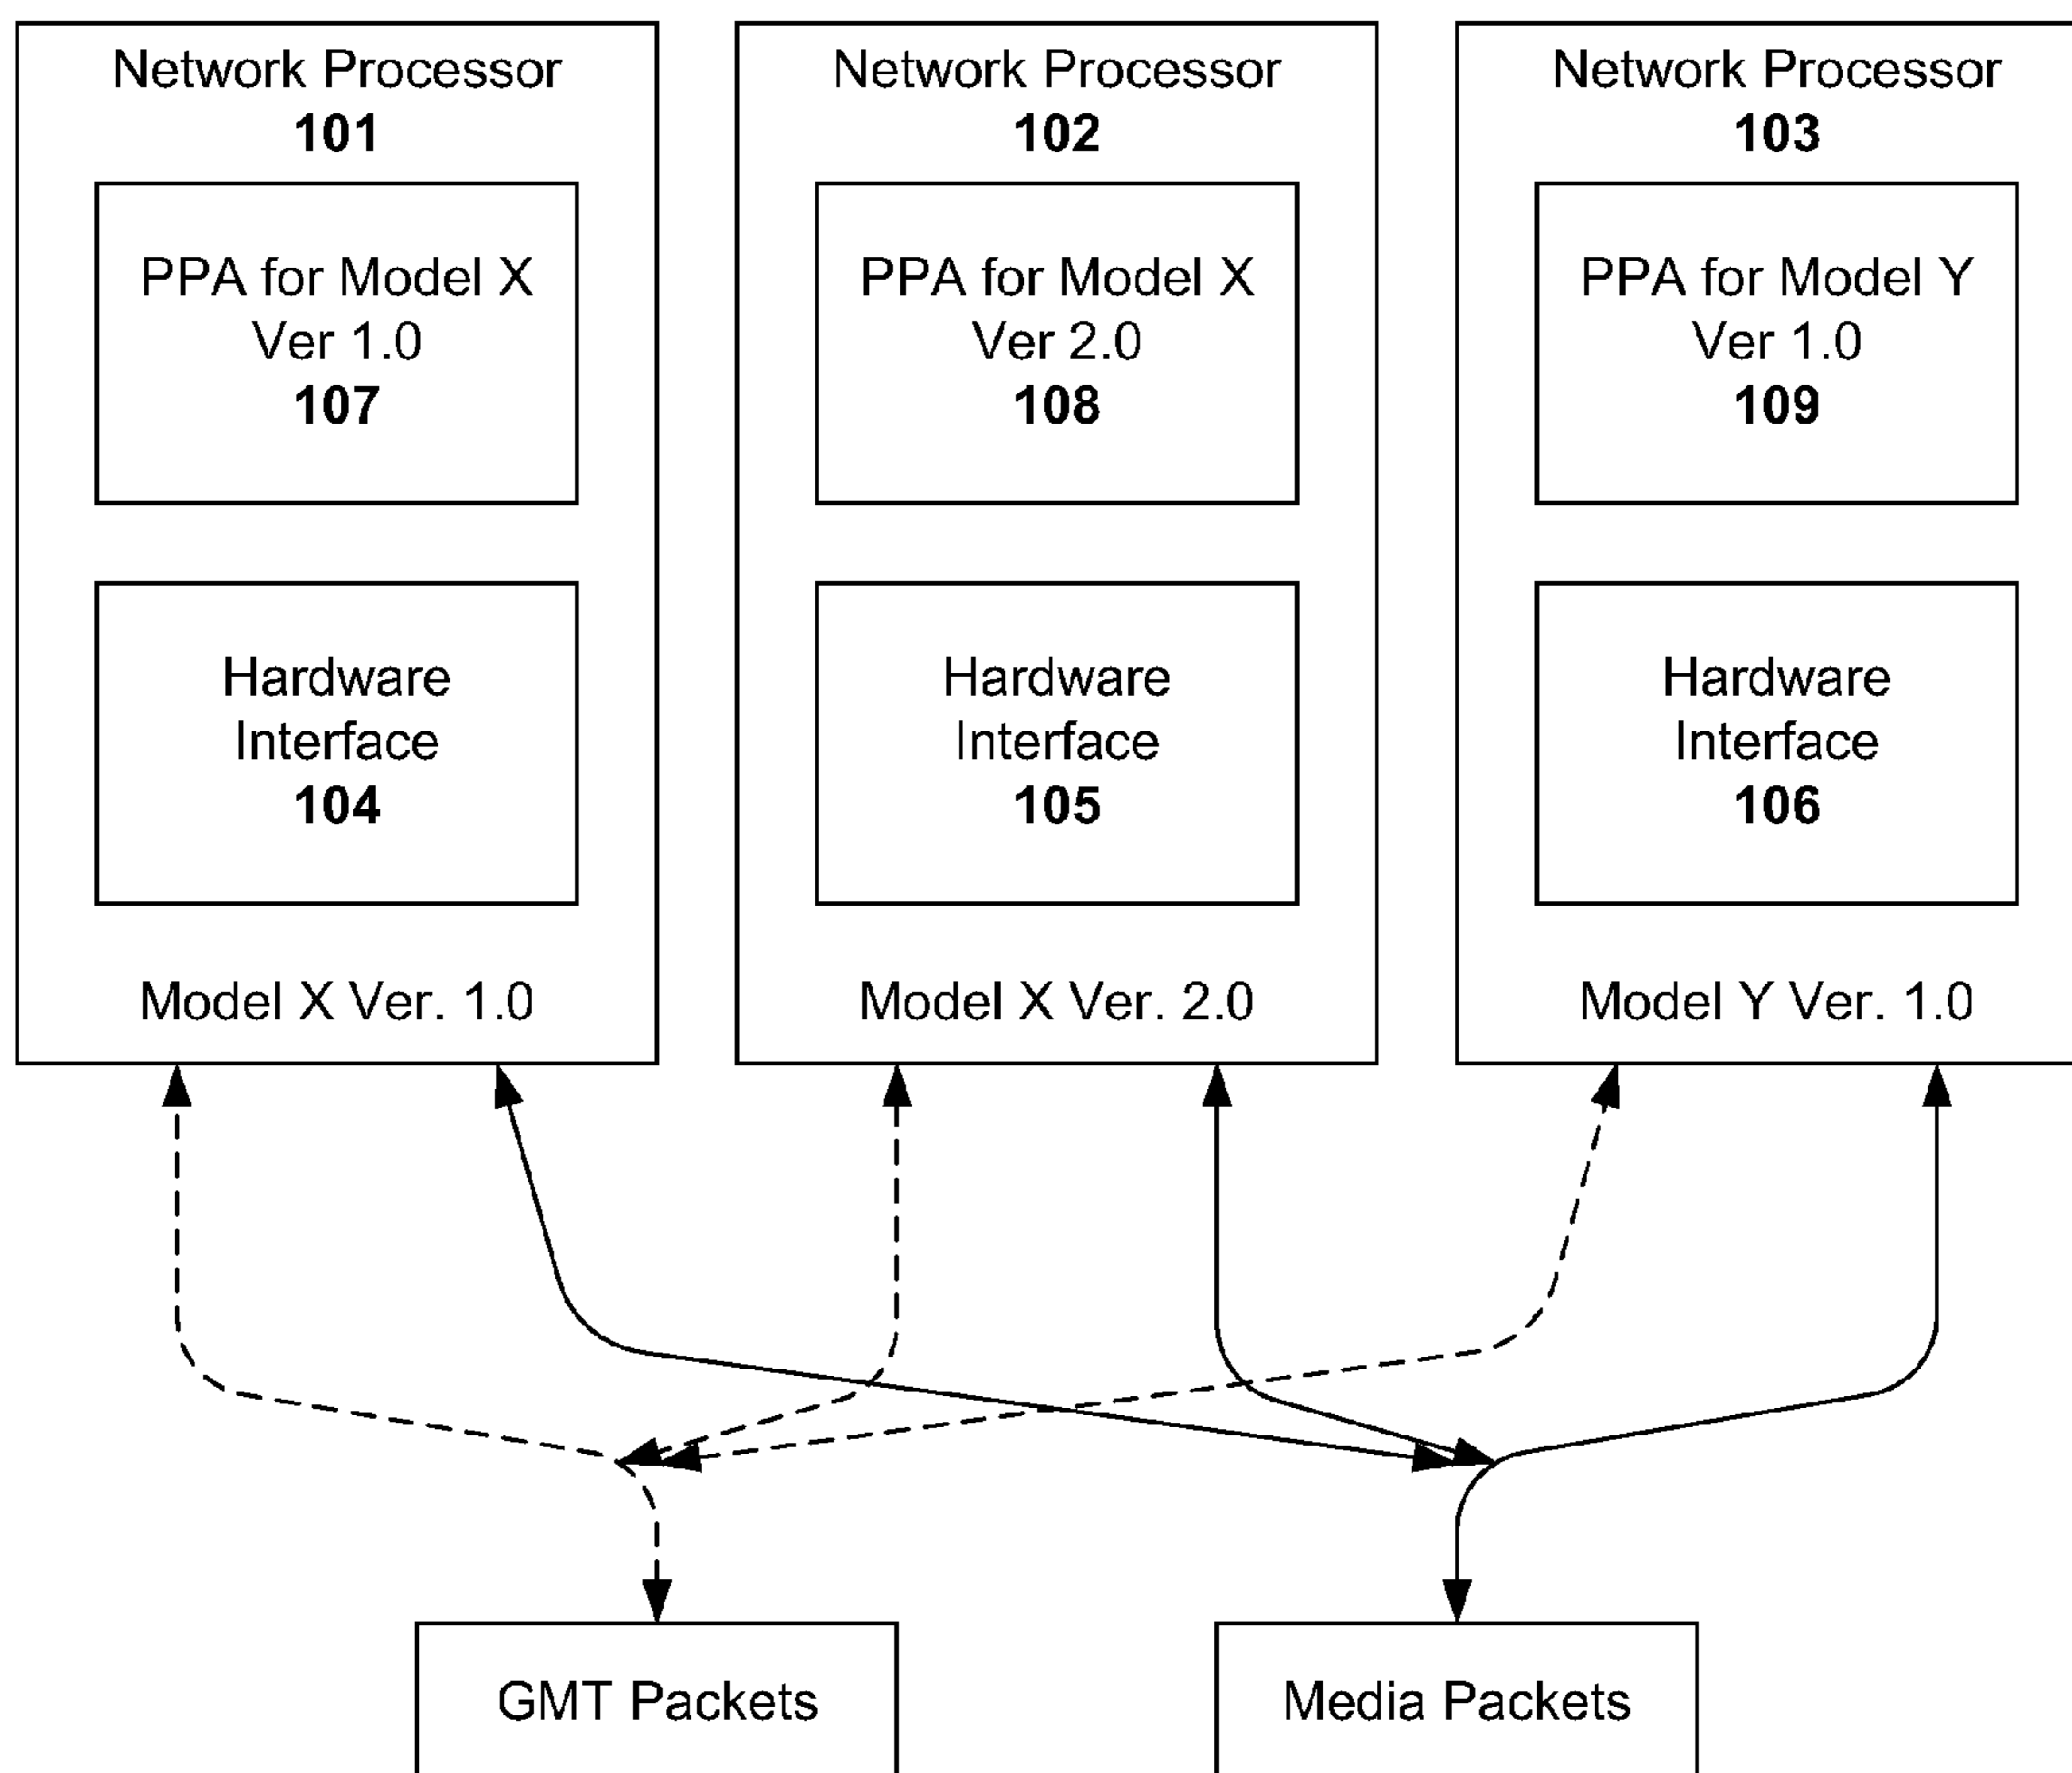 Network Processor
101
PPA for Model X
Ver 1.0
107
Hardware
Interface
104
Model X Ver. 1.0
Network Processor
102
PPA for Model X
Ver 2.0
108
Hardware
Interface
105
Model X Ver. 2.0
Network Processor
103
PPA for Model Y
Ver 1.0
109
Hardware
Interface
106
Model Y Ver. 1.0
GMT Packets
Media Packets